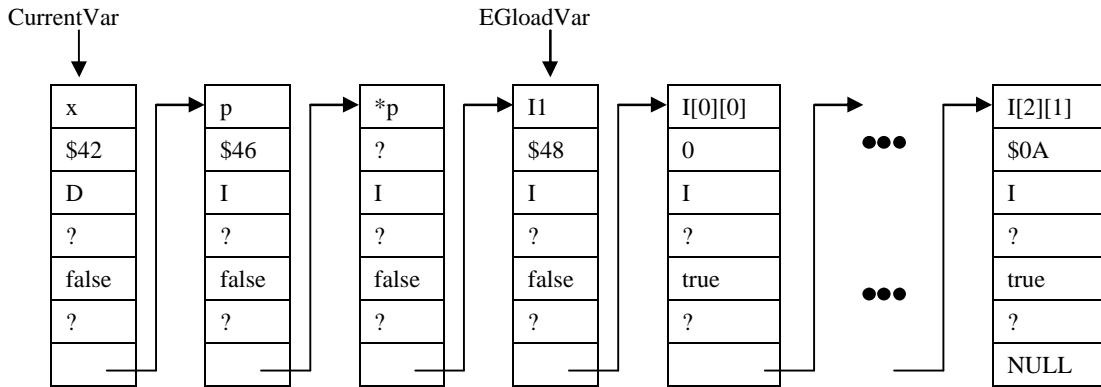 CurrentVar EGloadVar
x p *p I1 I[0][0] I[2][1]
$42 $46 ? $48 0 $0A
D I I I I I
? ? ? ? ? ?
false false false false true true
? ? ? ? ? ?
NULL